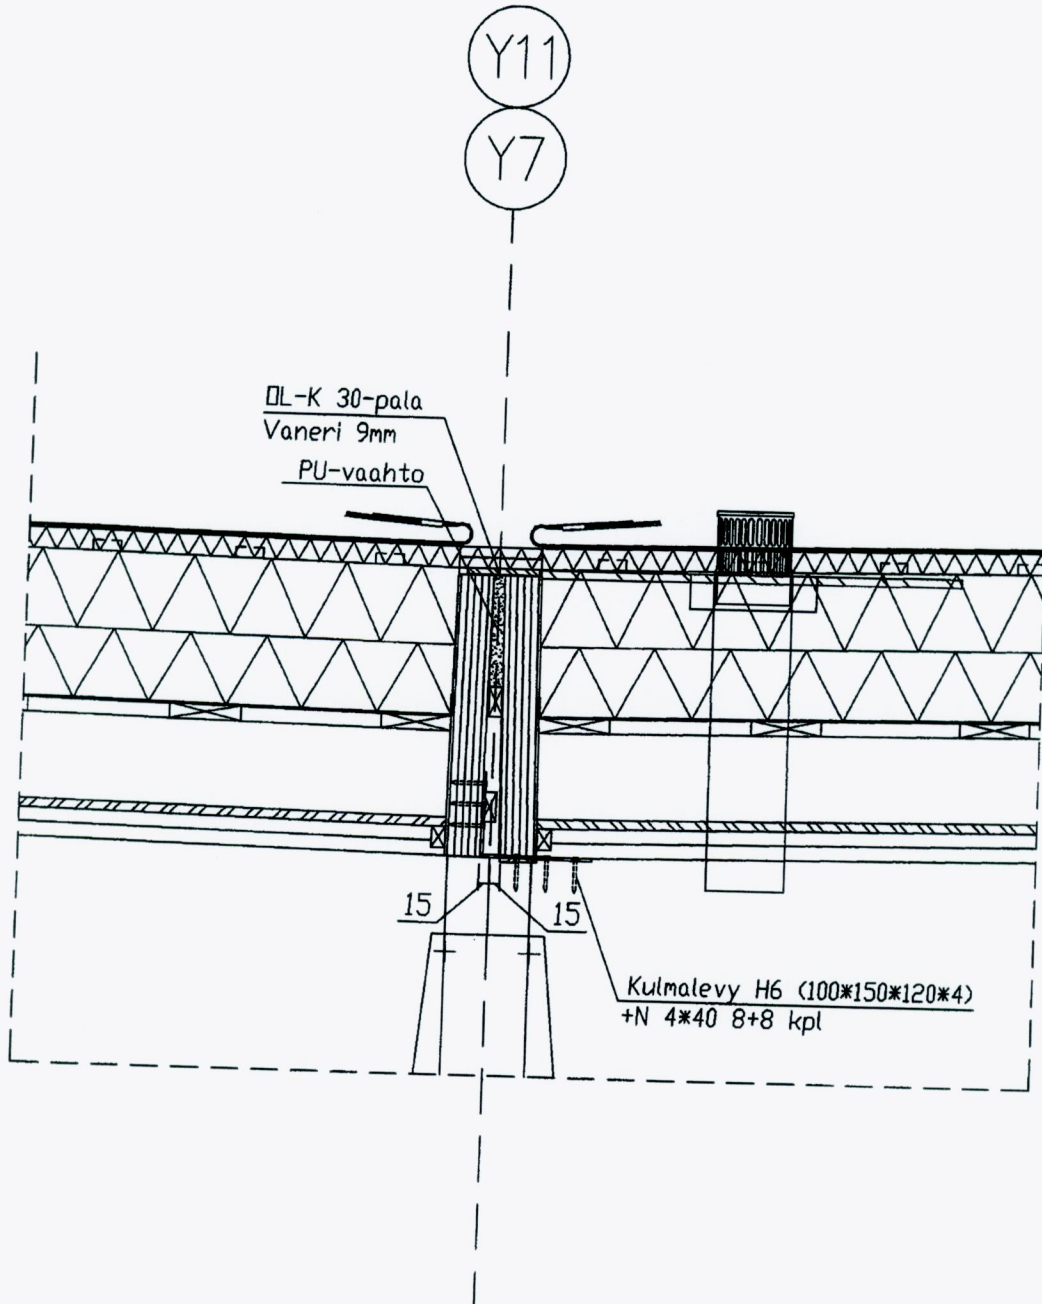 Y11
Y7
OL-K 30-pala
Vaneri 9mm
PU-vaahto
15
15
Kulmalevy H6 (100*150*120*4)
+N 4*40 8+8 kpl